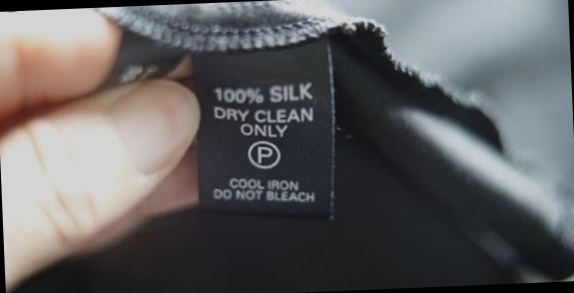 100% SILK
DRY CLEAN
ONLY
P
COOL IRON
DO NOT BLEACH